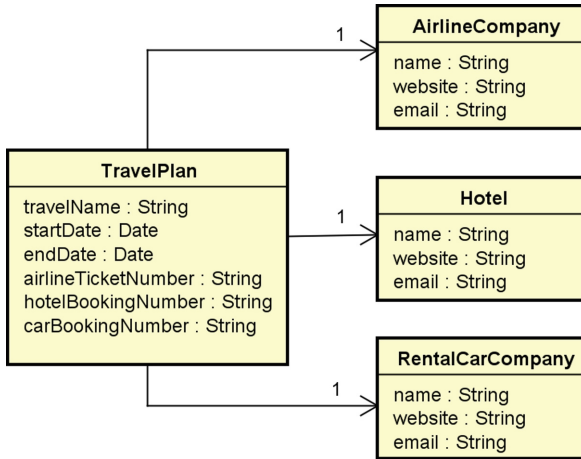 1
AirlineCompany
name : String
website : String
email : String
TravelPlan
travelName : String
startDate : Date
endDate : Date
airlineTicketNumber : String
hotelBookingNumber : String
carBookingNumber : String
1
Hotel
name : String
website : String
email : String
1
RentalCarCompany
name : String
website : String
email : String